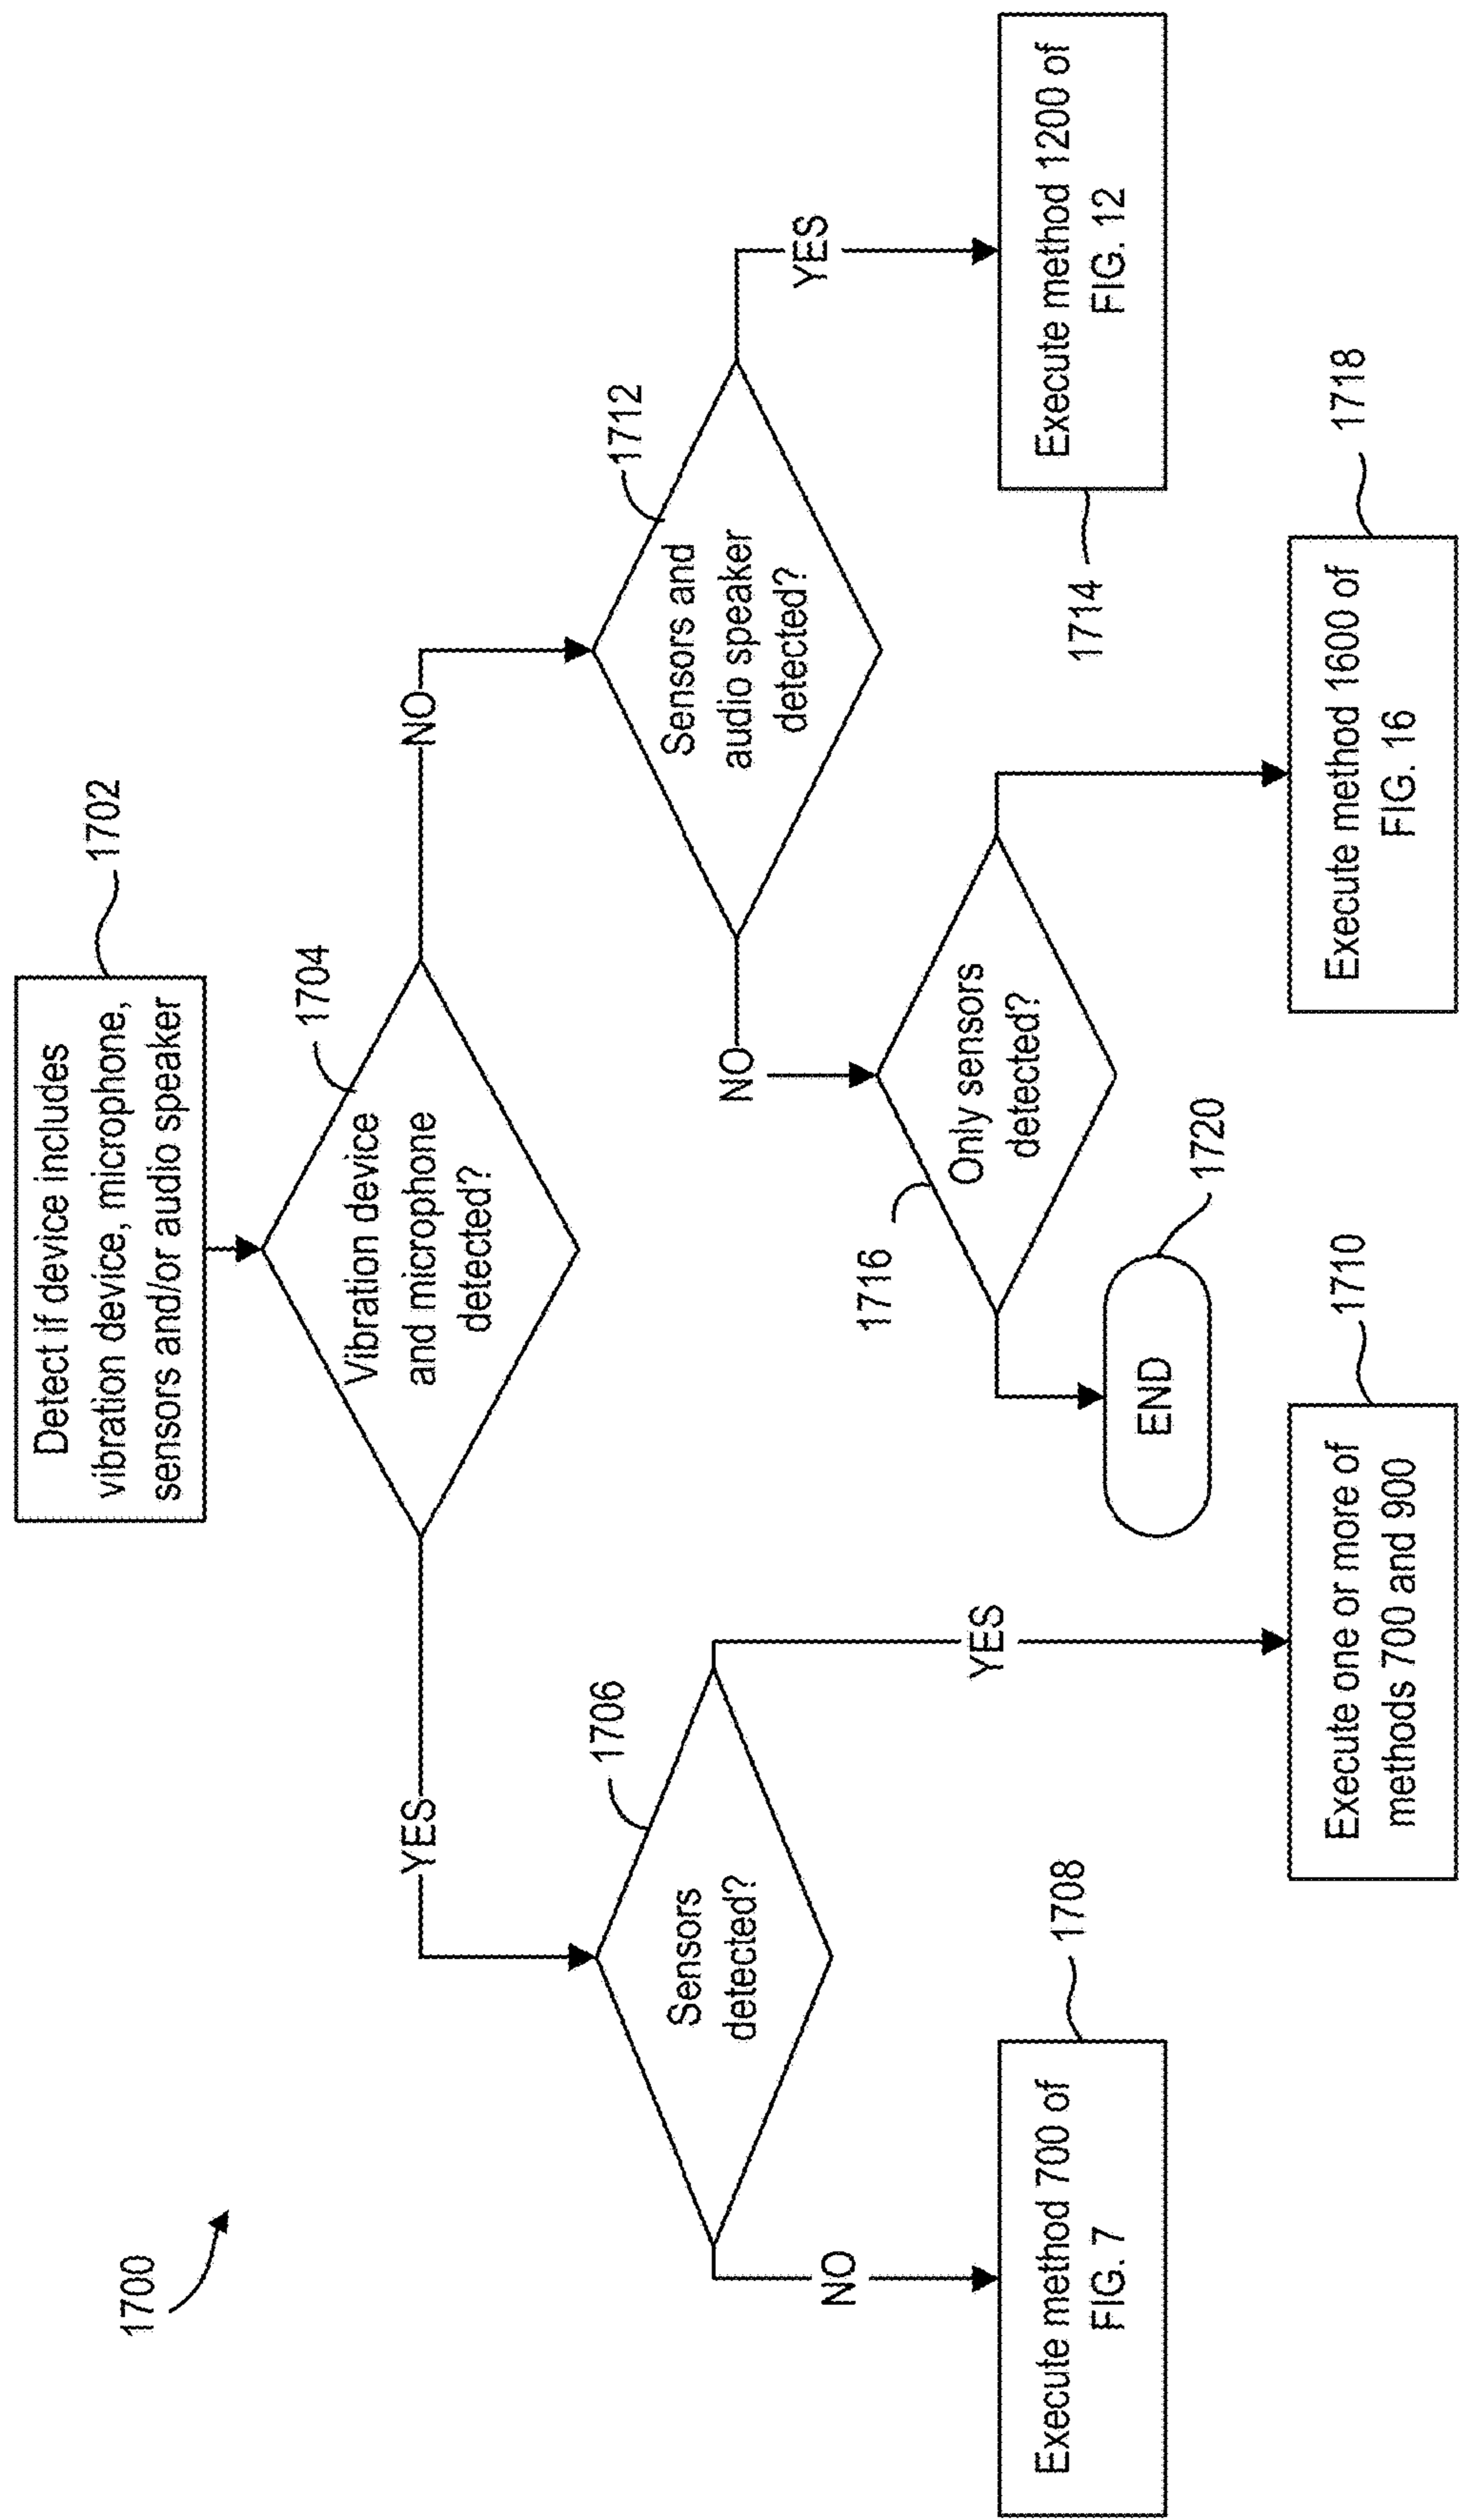 1700
Detect if device includes
vibration device, microphone,
sensors and/or audio speaker
1702
Vibration device
and microphone
detected?
1704
YES
NO
Sensors
detected?
1706
Sensors and
audio speaker
detected?
1712
NO
YES
NO
YES
Only sensors
detected?
1716
Execute method 700 of
FIG. 7
1708
END
1720
Execute method 1200 of
FIG. 12
1714
Execute one or more of
methods 700 and 900
1710
Execute method 1600 of
FIG. 16
1718